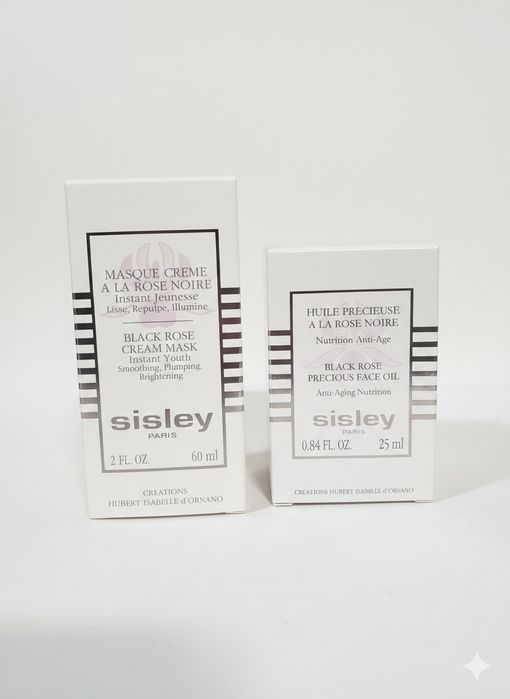 MASQUE CREME
A LA ROSE NOIRE
Instant Jeunesse
Lisse, Repulpe, Illumine
BLACK ROSE
CREAM MASK
Instant Youth
Smoothing, Plumping,
Brightening
sisley
PARIS
2 FL. OZ. 60 ml
CREATIONS
HUBERT ISABELLE d'ORNANO
HUILE PRECIEUSE
A LA ROSE NOIRE
Nutrition Anti-Age
BLACK ROSE
PRECIOUS FACE OIL
Anti-Aging Nutrition
sisley
PARIS
0.84 FL. OZ. 25 ml
CREATIONS HUBERT ISABELLE d'ORNANO